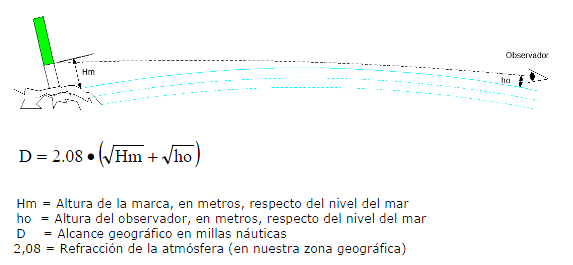 Observador
Hm
ho
D = 2.08 • (√Hm + √ho)
Hm = Altura de la marca, en metros, respecto del nivel del mar
ho = Altura del observador, en metros, respecto del nivel del mar
D = Alcance geográfico en millas náuticas
2,08 = Refracción de la atmósfera (en nuestra zona geográfica)